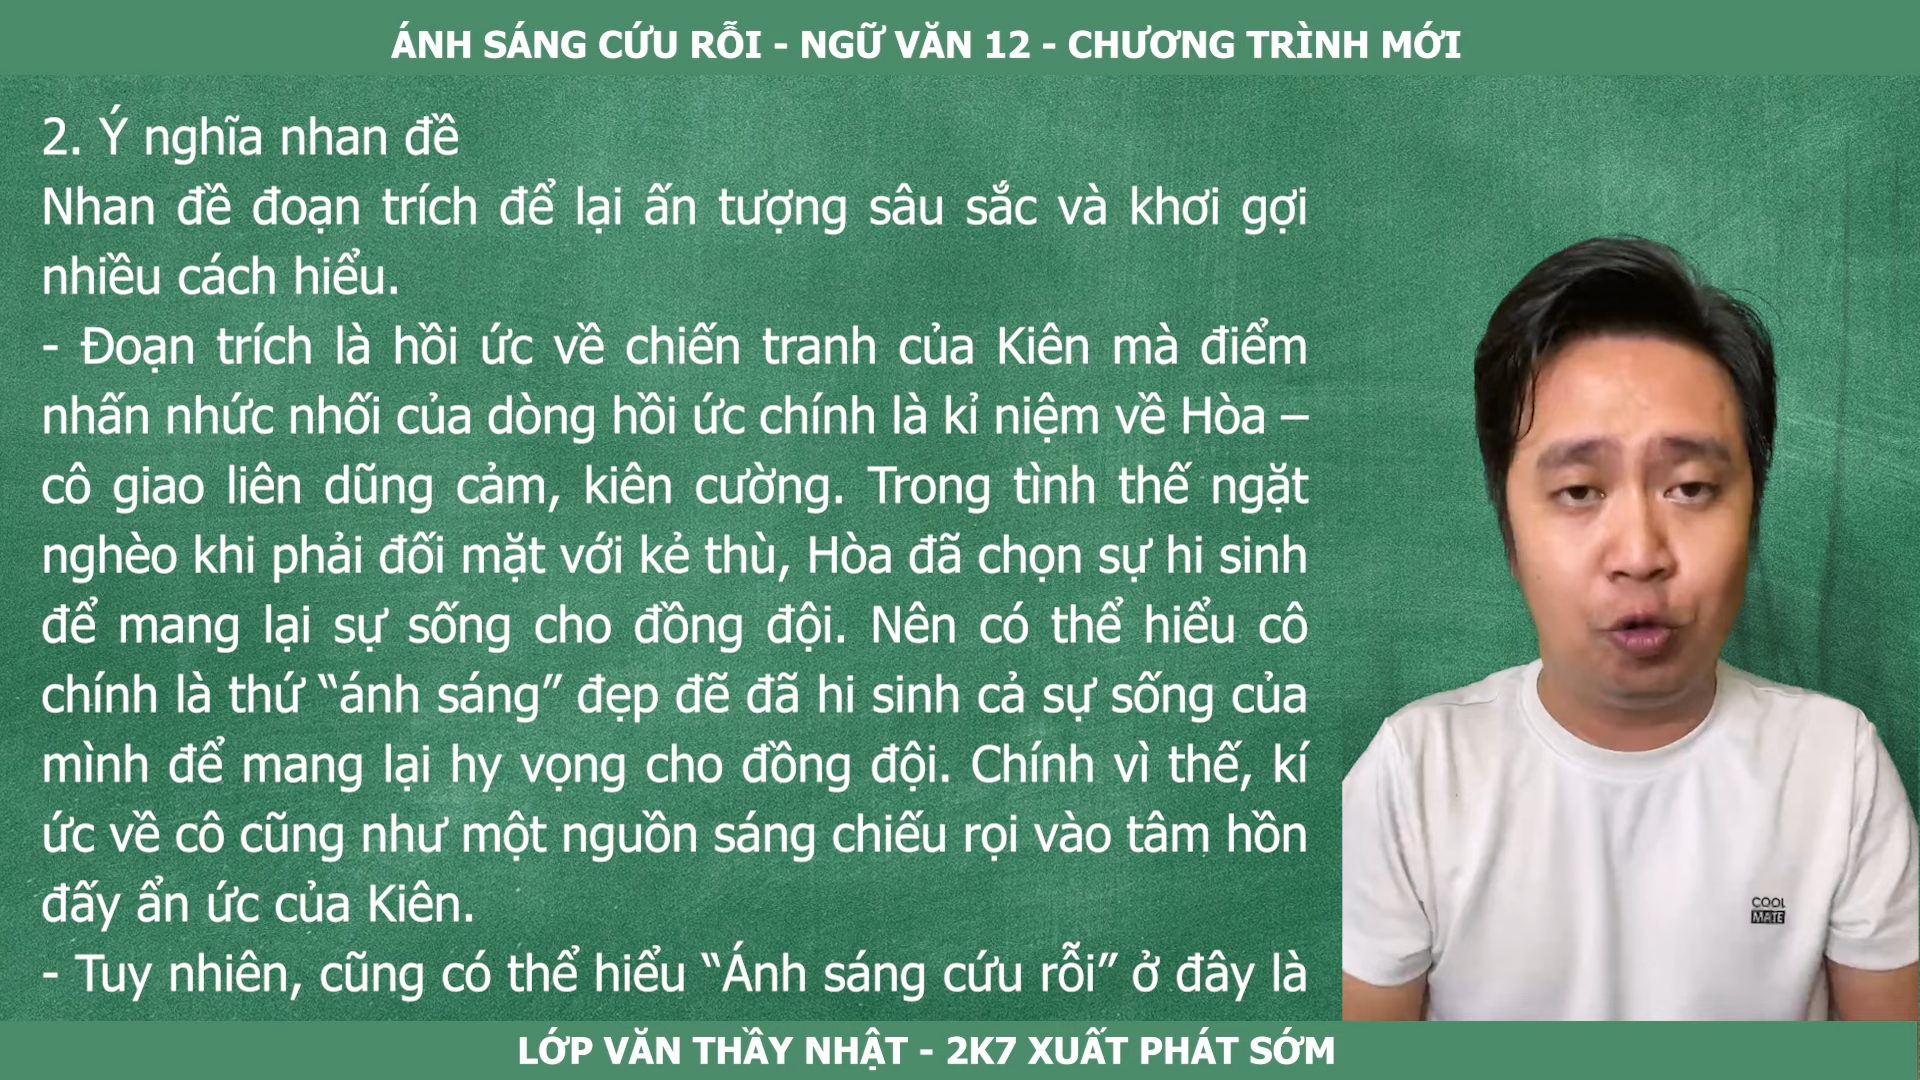 ÁNH SÁNG CỨU RỖI - NGỮ VĂN 12 - CHƯƠNG TRÌNH MỚI
2. Ý nghĩa nhan đề
Nhan đề đoạn trích để lại ấn tượng sâu sắc và khơi gợi
nhiều cách hiểu.
- Đoạn trích là hồi ức về chiến tranh của Kiên mà điểm
nhấn nhức nhối của dòng hồi ức chính là kỉ niệm về Hòa –
cô giao liên dũng cảm, kiên cường. Trong tình thế ngặt
nghèo khi phải đối mặt với kẻ thù, Hòa đã chọn sự hi sinh
để mang lại sự sống cho đồng đội. Nên có thể hiểu cô
chính là thứ “ánh sáng” đẹp đẽ đã hi sinh cả sự sống của
mình để mang lại hy vọng cho đồng đội. Chính vì thế, kí
ức về cô cũng như một nguồn sáng chiếu rọi vào tâm hồn
đấy ẩn ức của Kiên.
- Tuy nhiên, cũng có thể hiểu “Ánh sáng cứu rỗi” ở đây là
COOL
MATE
LỚP VĂN THẦY NHẬT - 2K7 XUẤT PHÁT SỚM